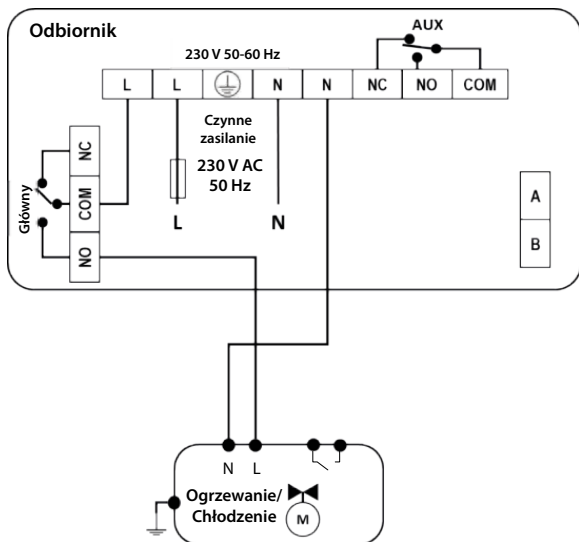 Odbiornik
AUX
230 V 50-60 Hz
L L N N NC NO COM
Czynne
zasilanie
230 V AC
50 Hz
L N
NC
COM
NO
Główny
A
B
N L
Ogrzewanie/
Chłodzenie
M